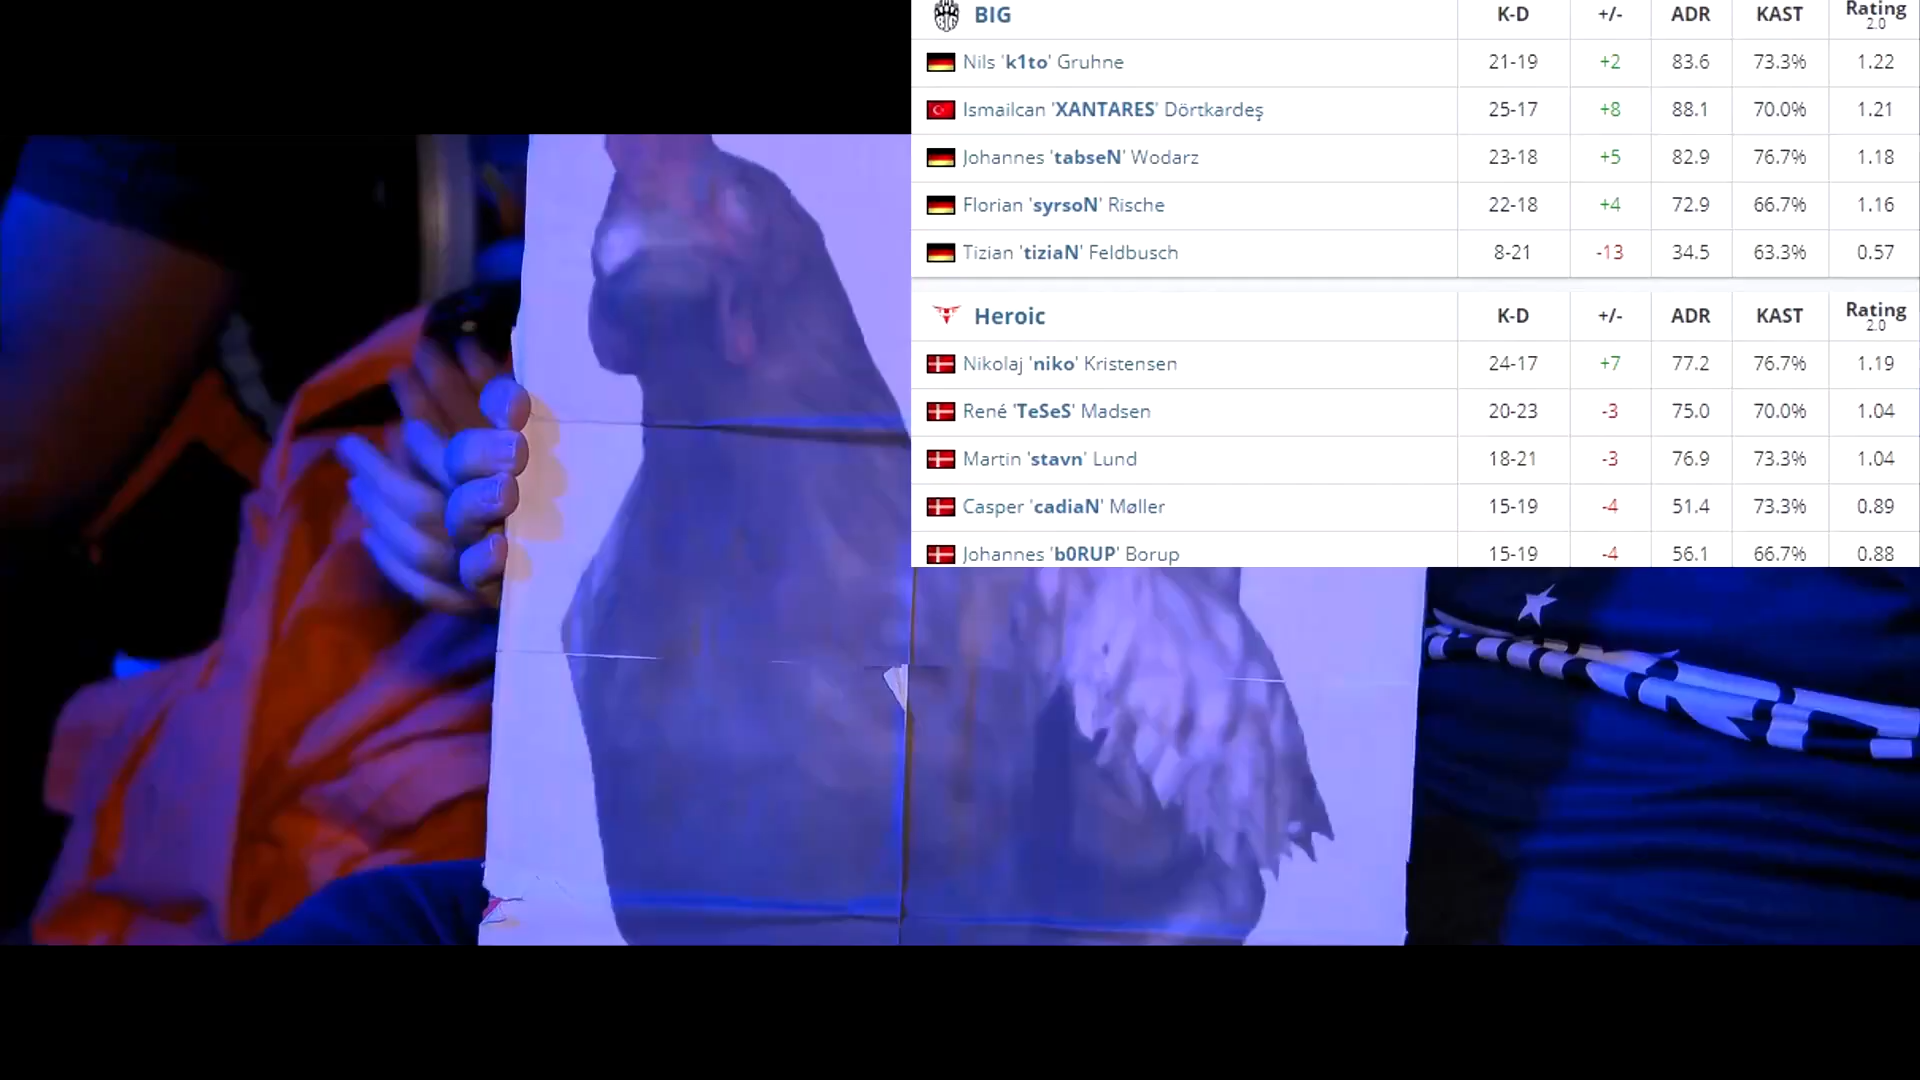 BIG K-D +/- ADR KAST Rating 2.0
Nils 'k1to' Gruhne 21-19 +2 83.6 73.3% 1.22
Ismailcan 'XANTARES' Dörtkardeş 25-17 +8 88.1 70.0% 1.21
Johannes 'tabseN' Wodarz 23-18 +5 82.9 76.7% 1.18
Florian 'syrsoN' Rische 22-18 +4 72.9 66.7% 1.16
Tizian 'tiziaN' Feldbusch 8-21 -13 34.5 63.3% 0.57
Heroic K-D +/- ADR KAST Rating 2.0
Nikolaj 'niko' Kristensen 24-17 +7 77.2 76.7% 1.19
René 'TeSeS' Madsen 20-23 -3 75.0 70.0% 1.04
Martin 'stavn' Lund 18-21 -3 76.9 73.3% 1.04
Casper 'cadiaN' Møller 15-19 -4 51.4 73.3% 0.89
Johannes 'b0RUP' Borup 15-19 -4 56.1 66.7% 0.88